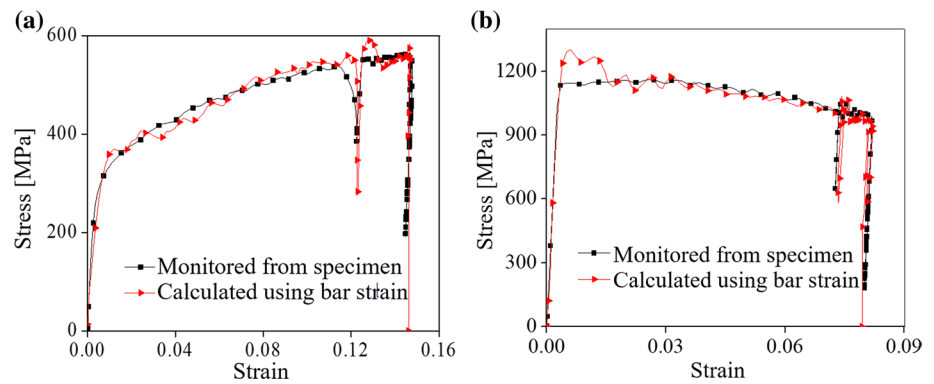 (a)
600
400
200
0
Stress [MPa]
Monitored from specimen
Calculated using bar strain
0.00 0.04 0.08 0.12 0.16
Strain
(b)
1200
900
600
300
0
Stress [MPa]
Monitored from specimen
Calculated using bar strain
0.00 0.03 0.06 0.09
Strain